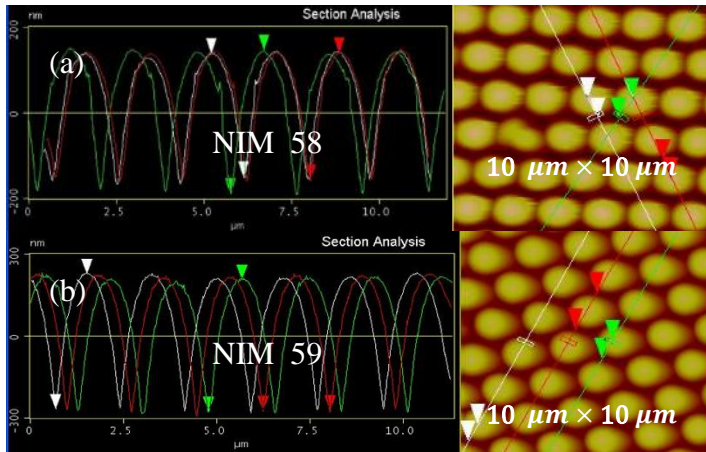 nm
Section Analysis
200
(a)
0
NIM 58
-200
0
2.5
5.0
7.5
10.0
μm
10 μm × 10 μm
nm
Section Analysis
300
(b)
0
NIM 59
-300
0
2.5
5.0
7.5
10.0
μm
10 μm × 10 μm